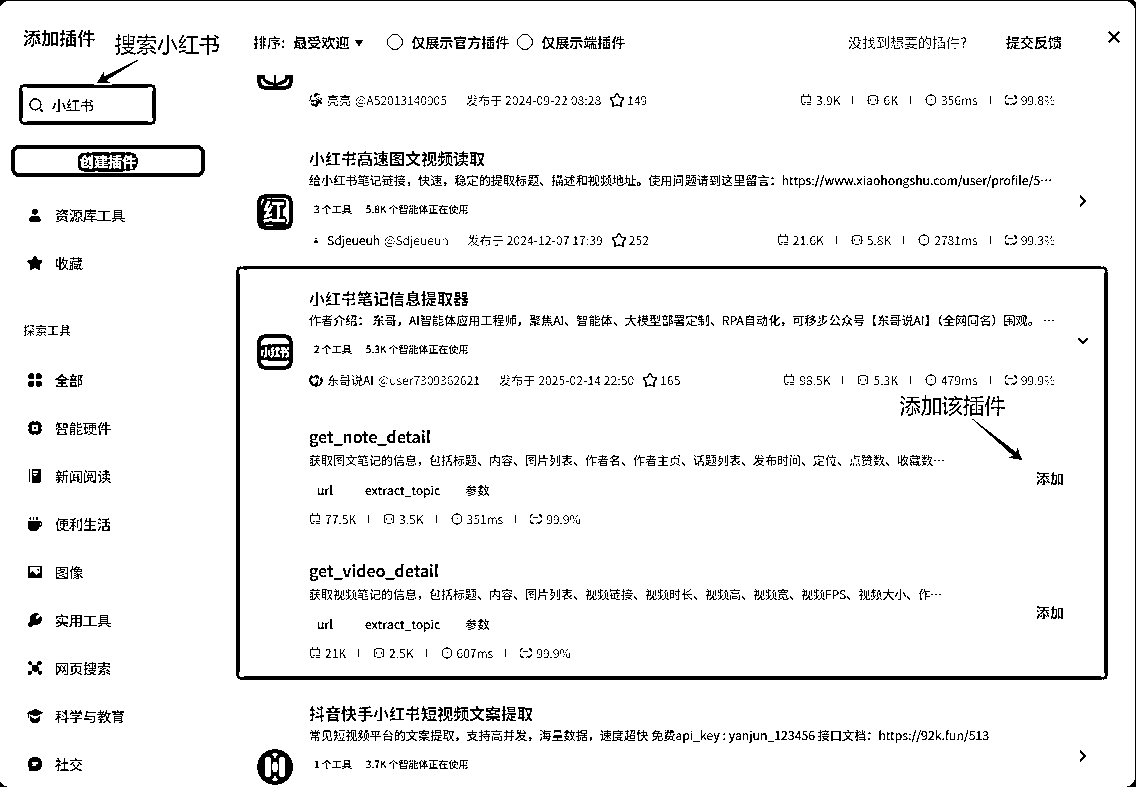 添加插件
搜索小红书
排序: 最受欢迎
仅展示官方插件
仅展示端插件
没找到想要的插件?
提交反馈
小红书
创建插件
资源库工具
收藏
探索工具
全部
智能硬件
新闻阅读
便利生活
图像
实用工具
网页搜索
科学与教育
社交
亮亮 @A52013140005 发布于 2024-09-22 08:28 149 3.9K 6K 356ms 99.8%
小红书高速图文视频读取
给小红书笔记链接，快速，稳定的提取标题、描述和视频地址。使用问题请到这里留言：https://www.xiaohongshu.com/user/profile/5···
红
3个工具 5.8K个智能体正在使用
Sdjeueuh @Sdjeueuh 发布于 2024-12-07 17:39 252 21.6K 5.8K 2781ms 99.3%
小红书笔记信息提取器
作者介绍： 东哥，AI智能体应用工程师，聚焦AI、智能体、大模型部署定制、RPA自动化，可移步公众号【东哥说AI】（全网同名）围观。 ···
小红书
2个工具 5.3K个智能体正在使用
东哥说AI @user7309362621 发布于 2025-02-14 22:50 165 98.5K 5.3K 479ms 99.9%
添加该插件
get_note_detail
获取图文笔记的信息，包括标题、内容、图片列表、作者名、作者主页、话题列表、发布时间、定位、点赞数、收藏数···
添加
url extract_topic 参数
77.5K 3.5K 351ms 99.9%
get_video_detail
获取视频笔记的信息，包括标题、内容、图片列表、视频链接、视频时长、视频高、视频宽、视频FPS、视频大小、作···
添加
url extract_topic 参数
21K 2.5K 607ms 99.9%
抖音快手小红书短视频文案提取
常见短视频平台的文案提取，支持高并发，海量数据，速度超快 免费api_key : yanjun_123456 接口文档：https://92k.fun/513
1个工具 3.7K个智能体正在使用